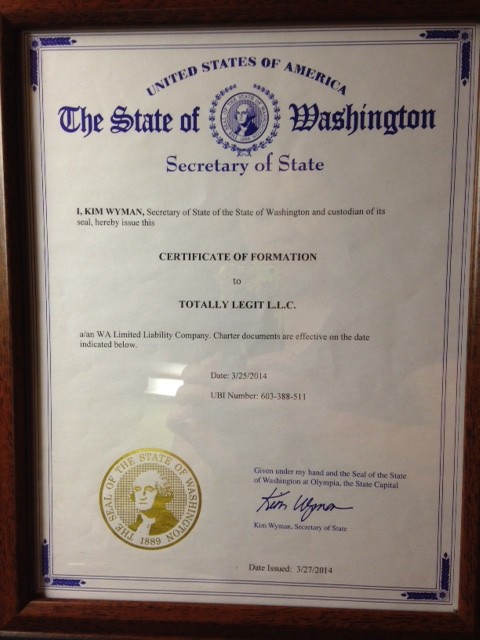 UNITED STATES OF AMERICA
The State of Washington
Secretary of State
I, KIM WYMAN, Secretary of State of the State of Washington and custodian of its
seal, hereby issue this
CERTIFICATE OF FORMATION
to
TOTALLY LEGIT L.L.C.
a/an WA Limited Liability Company. Charter documents are effective on the date
indicated below.
Date: 3/25/2014
UBI Number: 603-388-511
THE SEAL OF THE STATE OF WASHINGTON
1889
Given under my hand and the Seal of the State
of Washington at Olympia, the State Capital
Kim Wyman
Kim Wyman, Secretary of State
Date Issued: 3/27/2014